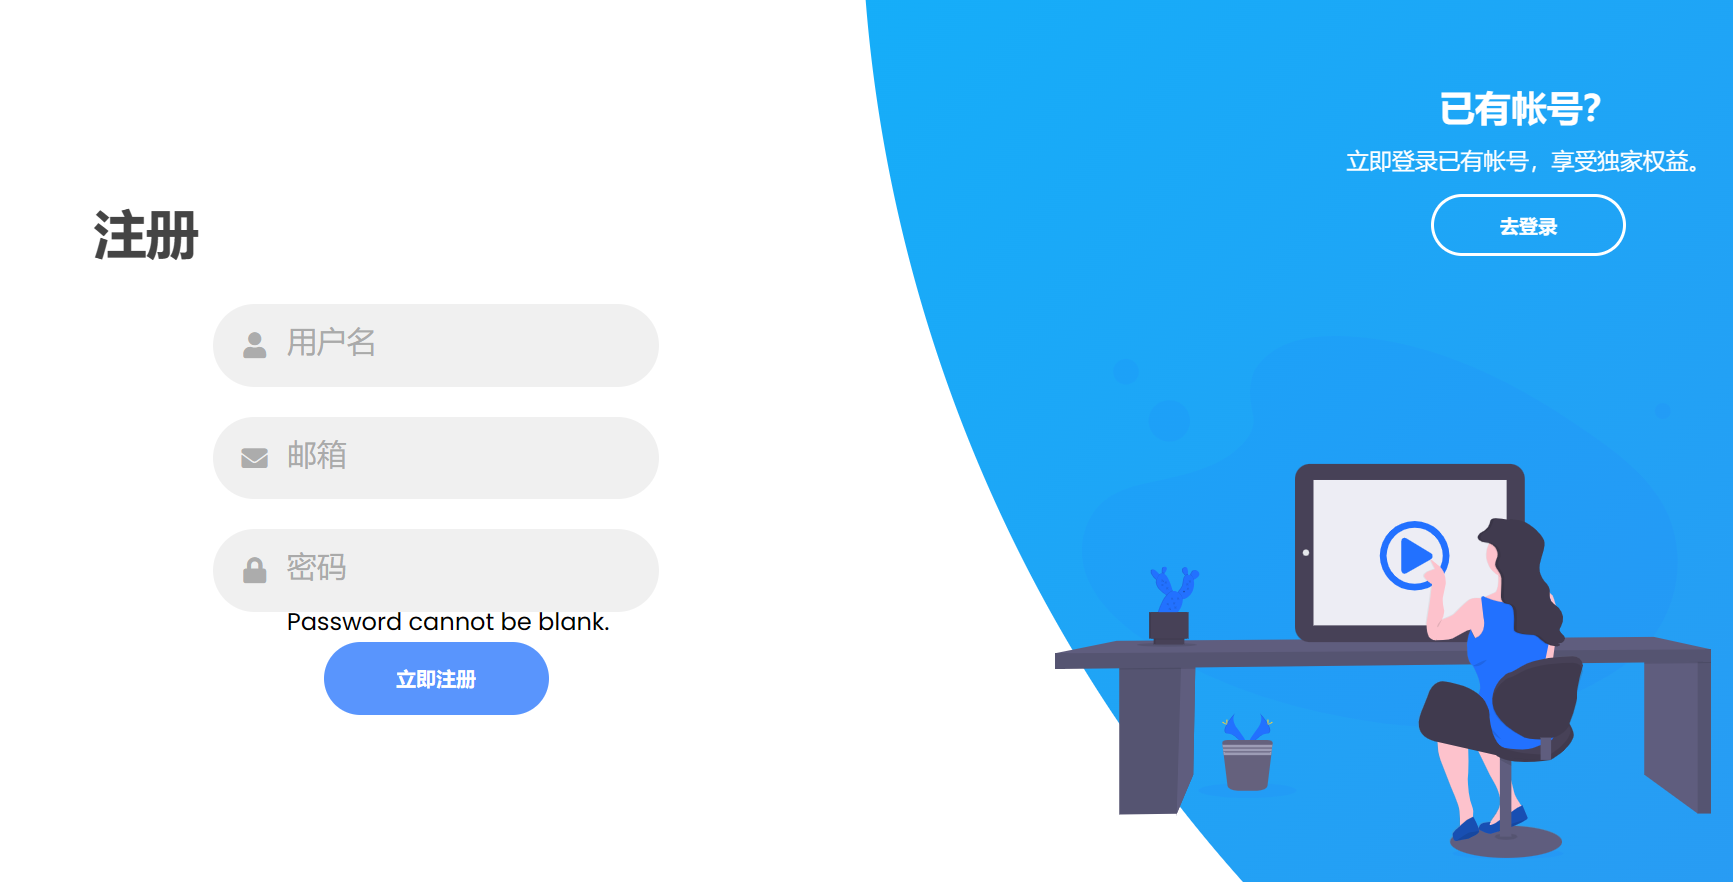 注册
用户名
邮箱
密码
Password cannot be blank.
立即注册
已有帐号？
立即登录已有帐号，享受独家权益。
去登录